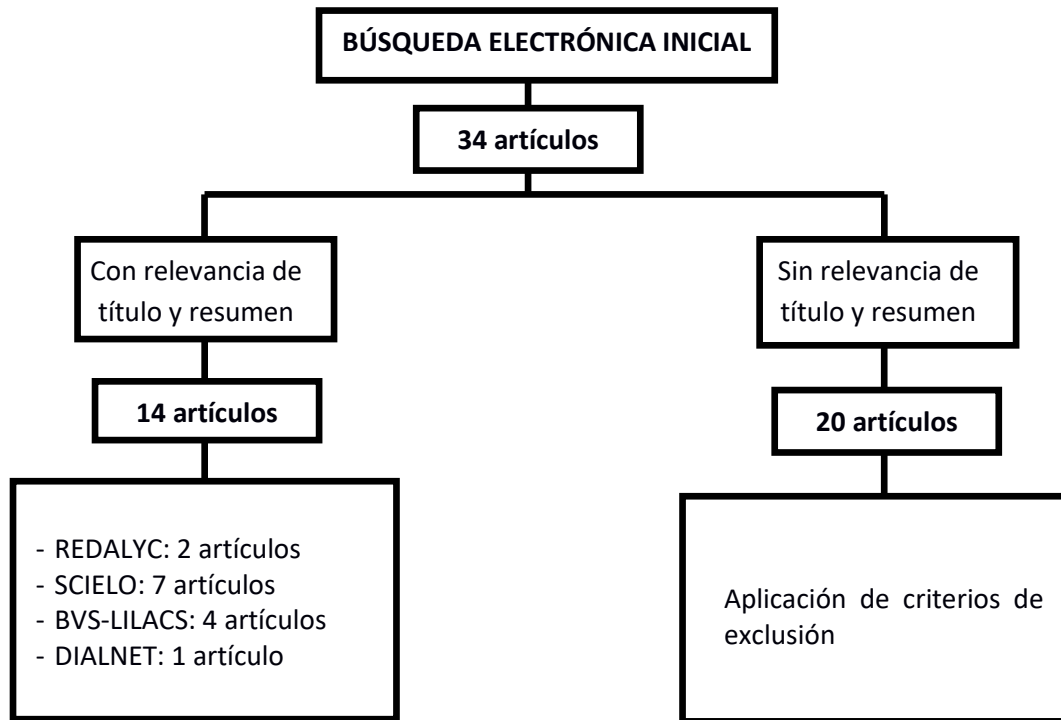 BÚSQUEDA ELECTRÓNICA INICIAL
34 artículos
Con relevancia de
título y resumen
Sin relevancia de
título y resumen
14 artículos
20 artículos
- REDALYC: 2 artículos
- SCIELO: 7 artículos
- BVS-LILACS: 4 artículos
- DIALNET: 1 artículo
Aplicación de criterios de
exclusión